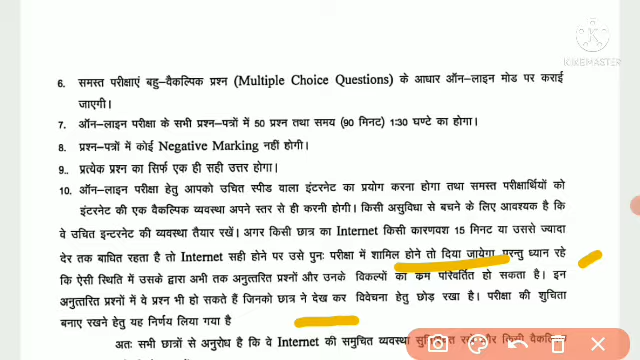 KINEMASTER
6. समस्त परीक्षाएं बहु–वैकल्पिक प्रश्न (Multiple Choice Questions) के आधार ऑन–लाइन मोड पर कराई
जाएगी।
7. ऑन–लाइन परीक्षा के सभी प्रश्न–पत्रों में 50 प्रश्न तथा समय (90 मिनट) 1:30 घण्टे का होगा।
8. प्रश्न–पत्रों में कोई Negative Marking नहीं होगी।
9.. प्रत्येक प्रश्न का सिर्फ एक ही सही उत्तर होगा।
10. ऑन–लाइन परीक्षा हेतु आपको उचित स्पीड वाला इंटरनेट का प्रयोग करना होगा तथा समस्त परीक्षार्थियों को
इंटरनेट की एक वैकल्पिक व्यवस्था अपने स्तर से ही करनी होगी। किसी असुविधा से बचने के लिए आवश्यक है कि
वे उचित इन्टरनेट की व्यवस्था तैयार रखें। अगर किसी छात्र का Internet किसी कारणवश 15 मिनट या उससे ज्यादा
देर तक बाधित रहता है तो Internet सही होने पर उसे पुनः परीक्षा में शामिल होने तो दिया जायेगा परन्तु ध्यान रहे
कि ऐसी स्थिति में उसके द्वारा अभी तक अनुत्तरित प्रश्नों और उनके विकल्पों का कम परिवर्तित हो सकता है। इन
अनुत्तरित प्रश्नों में वे प्रश्न भी हो सकते हैं जिनको छात्र ने देख कर विवेचना हेतु छोड़ रखा है। परीक्षा की शुचिता
बनाए रखने हेतु यह निर्णय लिया गया है
अतः सभी छात्रों से अनुरोध है कि वे Internet की समुचित व्यवस्था रखें और किसी वैकल्पिक